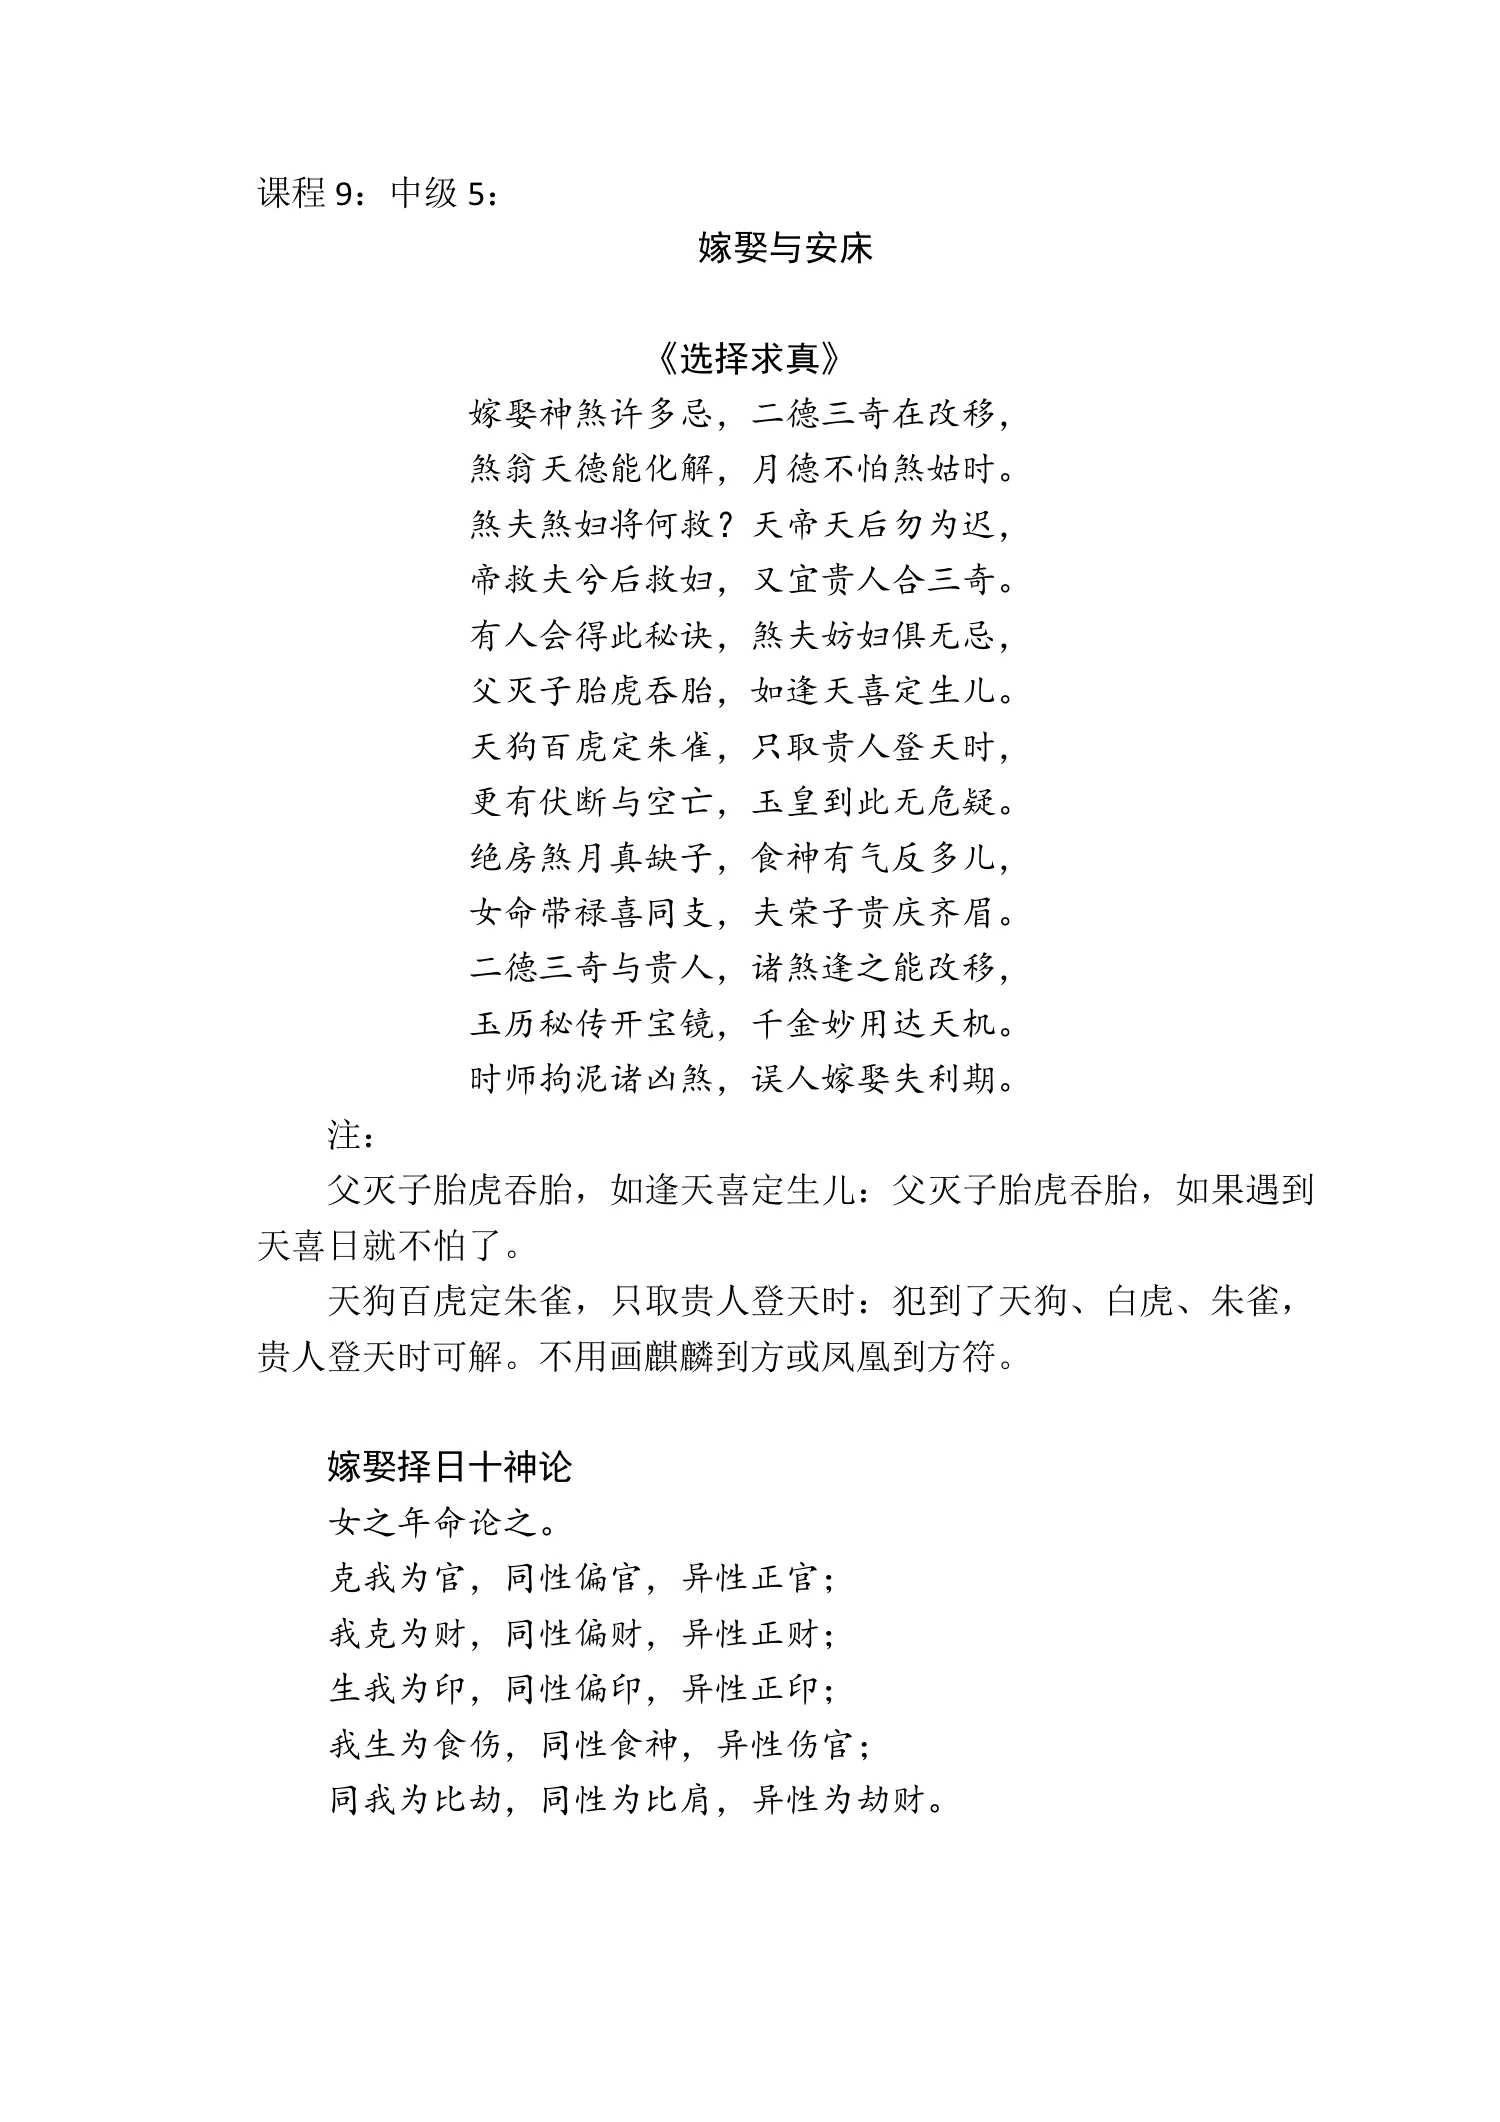 课程 9：中级 5：
嫁娶与安床
《选择求真》
嫁娶神煞许多忌，二德三奇在改移，
煞翁天德能化解，月德不怕煞姑时。
煞夫煞妇将何救？天帝天后勿为迟，
帝救夫兮后救妇，又宜贵人合三奇。
有人会得此秘诀，煞夫妨妇俱无忌，
父灭子胎虎吞胎，如逢天喜定生儿。
天狗百虎定朱雀，只取贵人登天时，
更有伏断与空亡，玉皇到此无危疑。
绝房煞月真缺子，食神有气反多儿，
女命带禄喜同支，夫荣子贵庆齐眉。
二德三奇与贵人，诸煞逢之能改移，
玉历秘传开宝镜，千金妙用达天机。
时师拘泥诸凶煞，误人嫁娶失利期。
注：
父灭子胎虎吞胎，如逢天喜定生儿：父灭子胎虎吞胎，如果遇到
天喜日就不怕了。
天狗百虎定朱雀，只取贵人登天时：犯到了天狗、白虎、朱雀，
贵人登天时可解。不用画麒麟到方或凤凰到方符。
嫁娶择日十神论
女之年命论之。
克我为官，同性偏官，异性正官；
我克为财，同性偏财，异性正财；
生我为印，同性偏印，异性正印；
我生为食伤，同性食神，异性伤官；
同我为比劫，同性为比肩，异性为劫财。